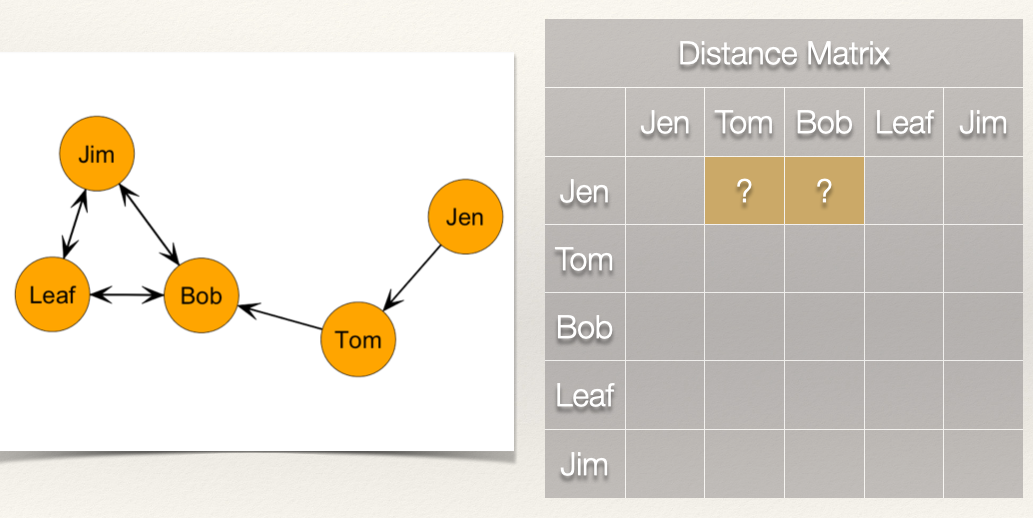 Jim
Jen
Leaf
Bob
Tom
Distance Matrix
Jen Tom Bob Leaf Jim
Jen ? ?
Tom
Bob
Leaf
Jim